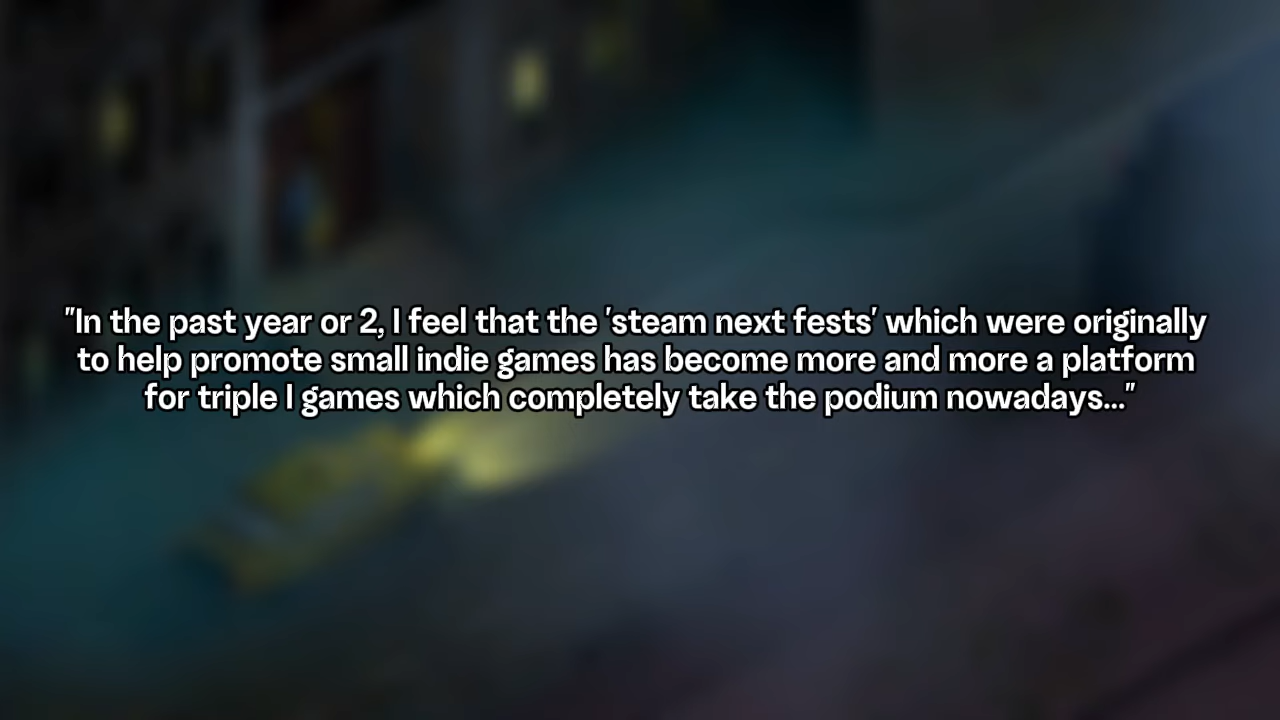 "In the past year or 2, I feel that the 'steam next fests' which were originally
to help promote small indie games has become more and more a platform
for triple I games which completely take the podium nowadays..."